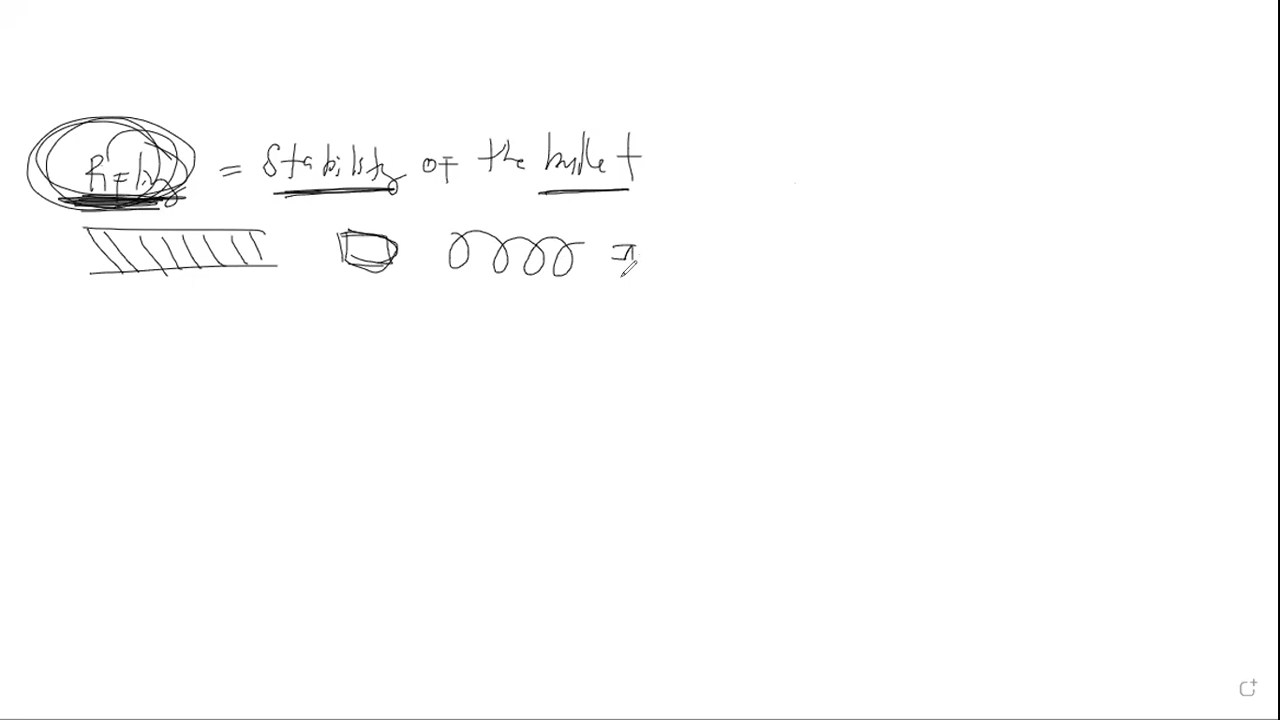 Rifling = Stability of the bullet
=